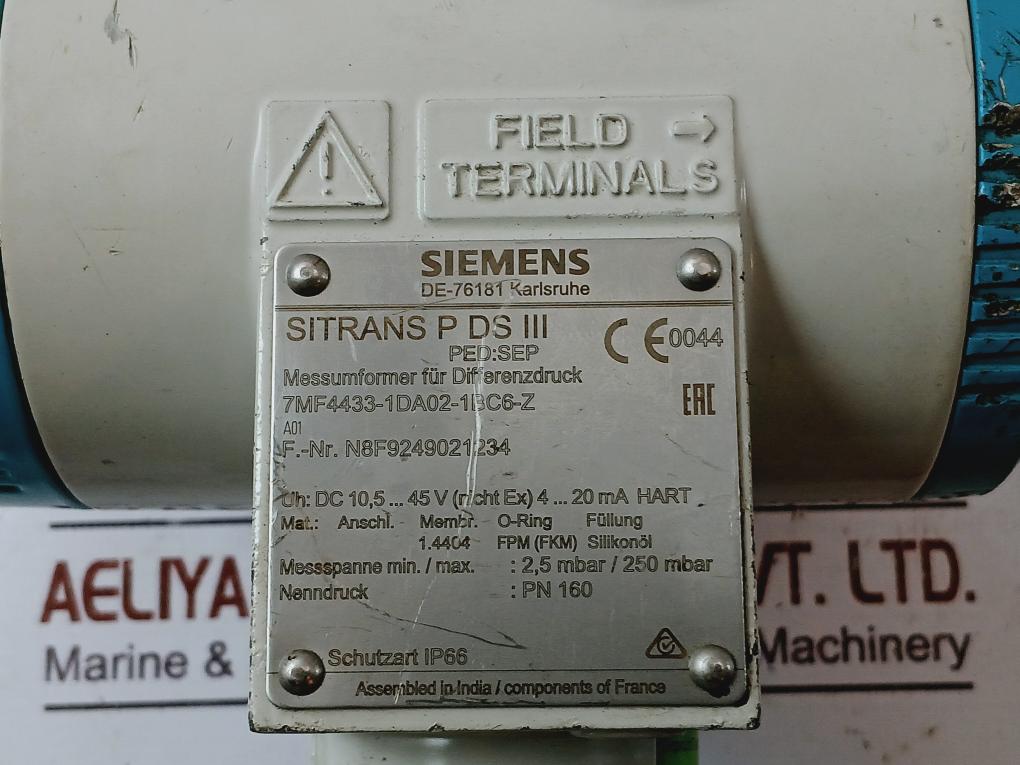 FIELD →
TERMINALS
SIEMENS
DE-76181 Karlsruhe
SITRANS P DS III
PED:SEP
CE 0044
Messumformer für Differenzdruck
7MF4433-1DA02-1BC6-Z
EAC
A01
F.-Nr. N8F9249021234
Uh: DC 10,5 ... 45 V (nicht Ex) 4 ... 20 mA HART
Mat.: Anschl. Membr. O-Ring Füllung
1.4404 FPM (FKM) Silikonöl
Messspanne min. / max. : 2,5 mbar / 250 mbar
Nenndruck : PN 160
Schutzart IP66
Assembled in India / components of France
AELIYA VT. LTD.
Marine & Machinery